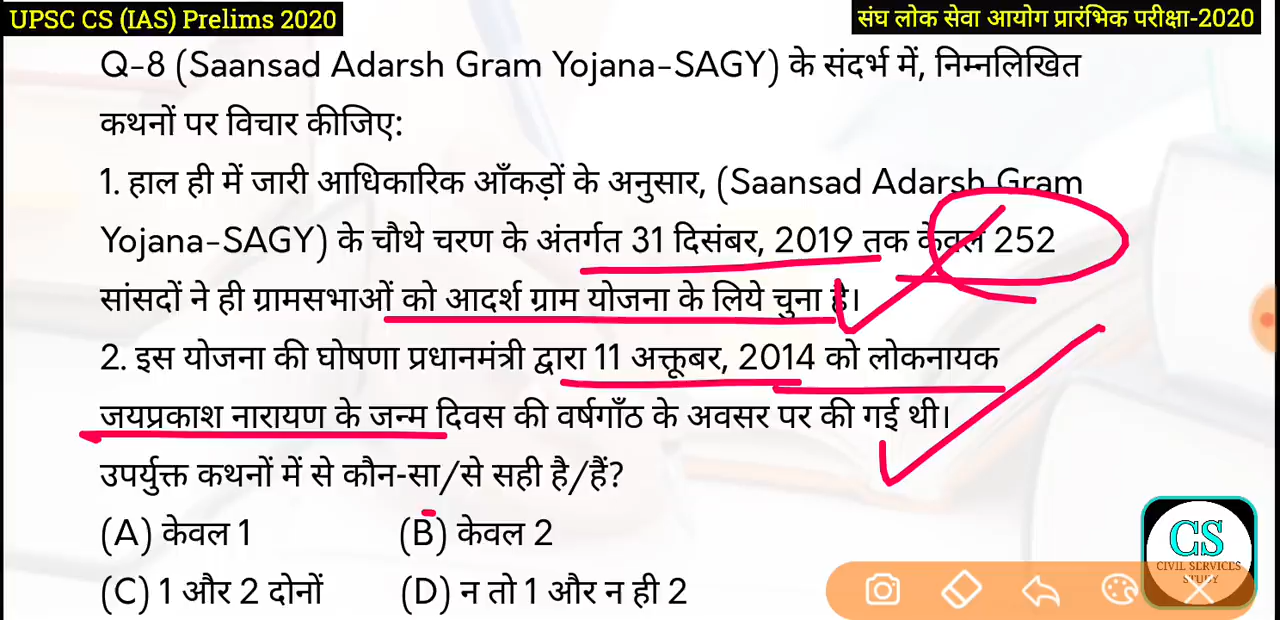 UPSC CS (IAS) Prelims 2020
संघ लोक सेवा आयोग प्रारंभिक परीक्षा-2020
Q-8 (Saansad Adarsh Gram Yojana-SAGY) के संदर्भ में, निम्नलिखित
कथनों पर विचार कीजिए:
1. हाल ही में जारी आधिकारिक आँकड़ों के अनुसार, (Saansad Adarsh Gram
Yojana-SAGY) के चौथे चरण के अंतर्गत 31 दिसंबर, 2019 तक केवल 252
सांसदों ने ही ग्रामसभाओं को आदर्श ग्राम योजना के लिये चुना है।
2. इस योजना की घोषणा प्रधानमंत्री द्वारा 11 अक्तूबर, 2014 को लोकनायक
जयप्रकाश नारायण के जन्म दिवस की वर्षगाँठ के अवसर पर की गई थी।
उपर्युक्त कथनों में से कौन-सा/से सही है/हैं?
(A) केवल 1 (B) केवल 2
(C) 1 और 2 दोनों (D) न तो 1 और न ही 2
CS
CIVIL SERVICES
STUDY